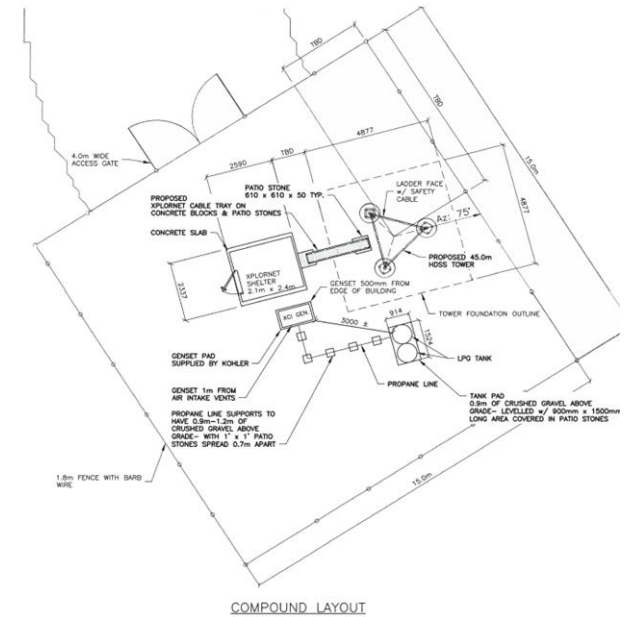 TBD
TBD
4.0m WIDE
ACCESS GATE
4877
15.0m
2590
TBD
PATIO STONE
610 x 610 x 50 TYP.
LADDER FACE
w/ SAFETY
CABLE
4877
PROPOSED
XPLORNET CABLE TRAY ON
CONCRETE BLOCKS & PATIO STONES
Az: 75°
CONCRETE SLAB
PROPOSED 45.0m
HDSS TOWER
XPLORNET
SHELTER
2.1m x 2.4m
2337
GENSET 500mm FROM
EDGE OF BUILDING
TOWER FOUNDATION OUTLINE
XCI GEN.
3000 ±
914
1524
GENSET PAD
SUPPLIED BY KOHLER
LPG TANK
PROPANE LINE
GENSET 1m FROM
AIR INTAKE VENTS
TANK PAD
0.9m OF CRUSHED GRAVEL ABOVE
GRADE- LEVELLED w/ 900mm x 1500mm
LONG AREA COVERED IN PATIO STONES
PROPANE LINE SUPPORTS TO
HAVE 0.9m-1.2m OF
CRUSHED GRAVEL ABOVE
GRADE- WITH 1' x 1' PATIO
STONES SPREAD 0.7m APART
1.8m FENCE WITH BARB
WIRE
15.0m
COMPOUND LAYOUT